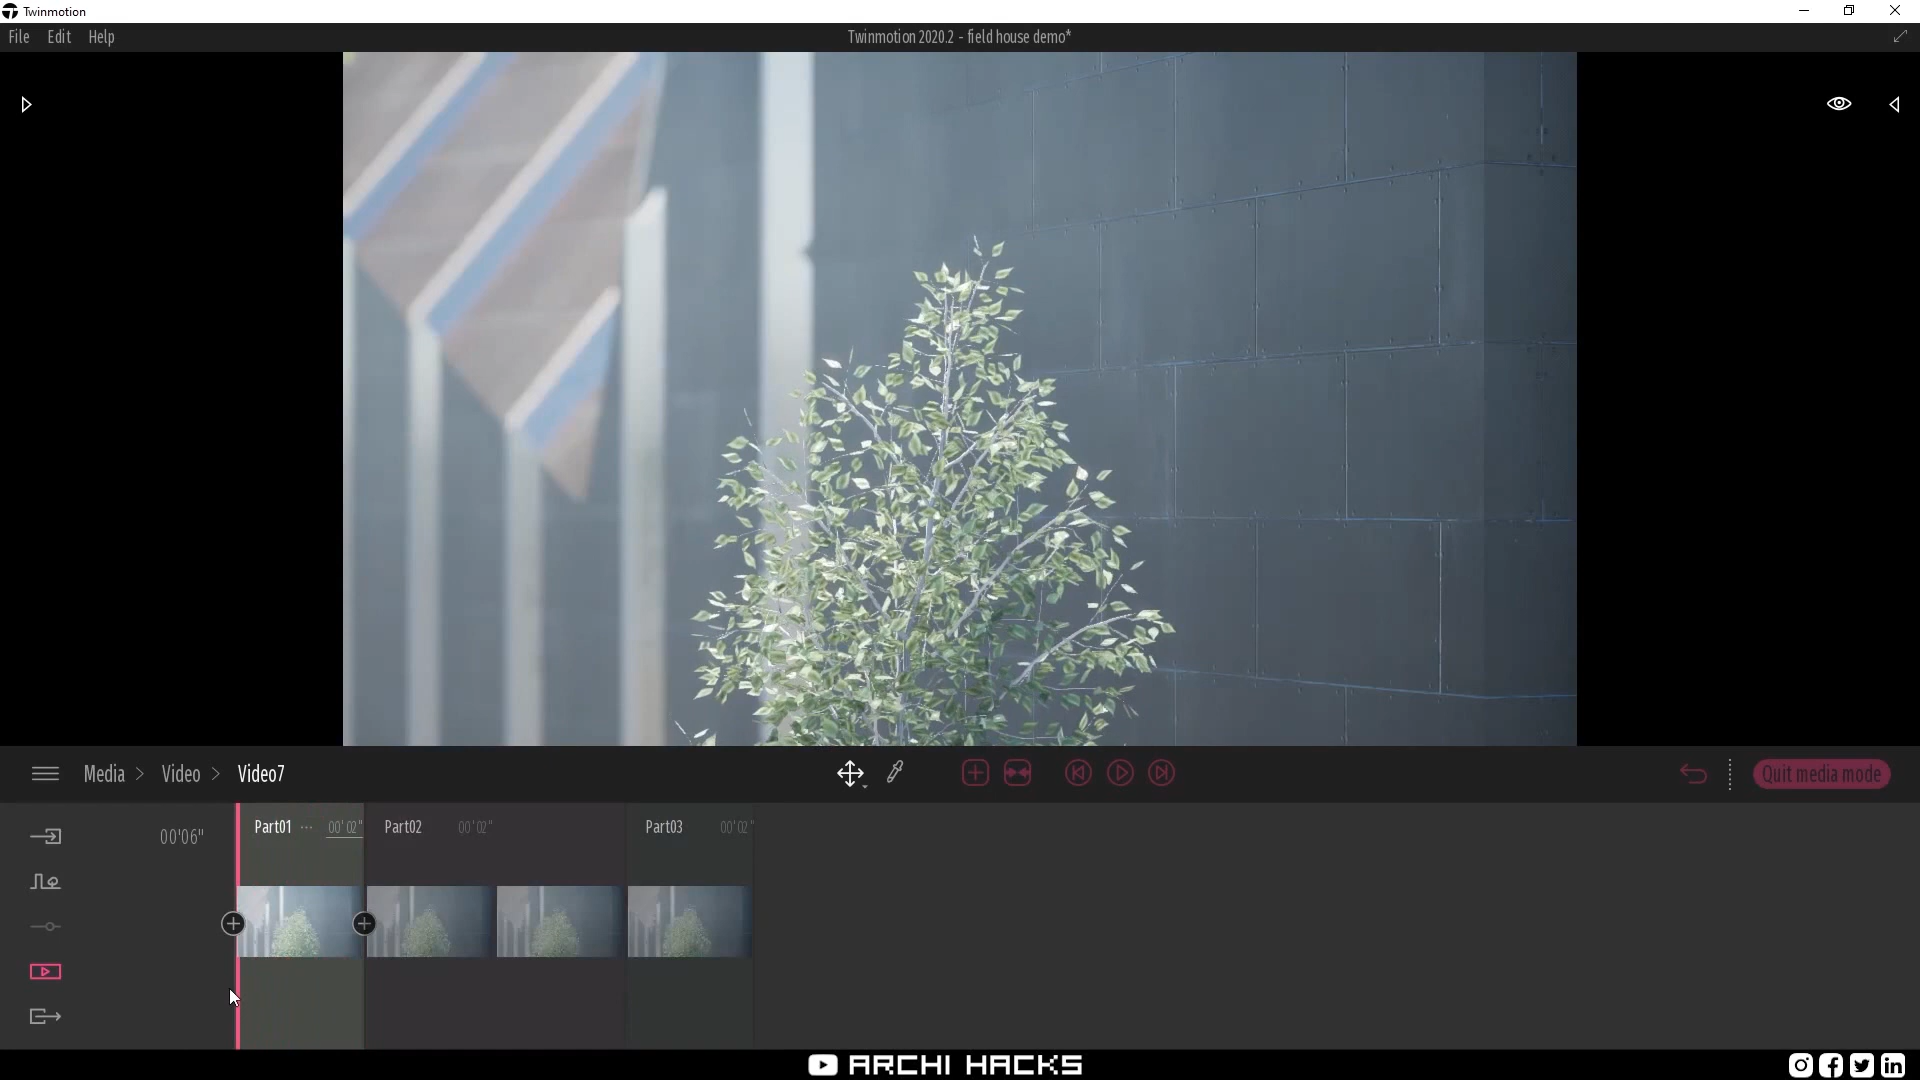 Twinmotion
File Edit Help
Twinmotion 2020.2 - field house demo*
Media > Video > Video7
Quit media mode
00'06"
Part01 ... 00'02"
Part02 00'02"
Part03 00'02"
ARCHI HACKS